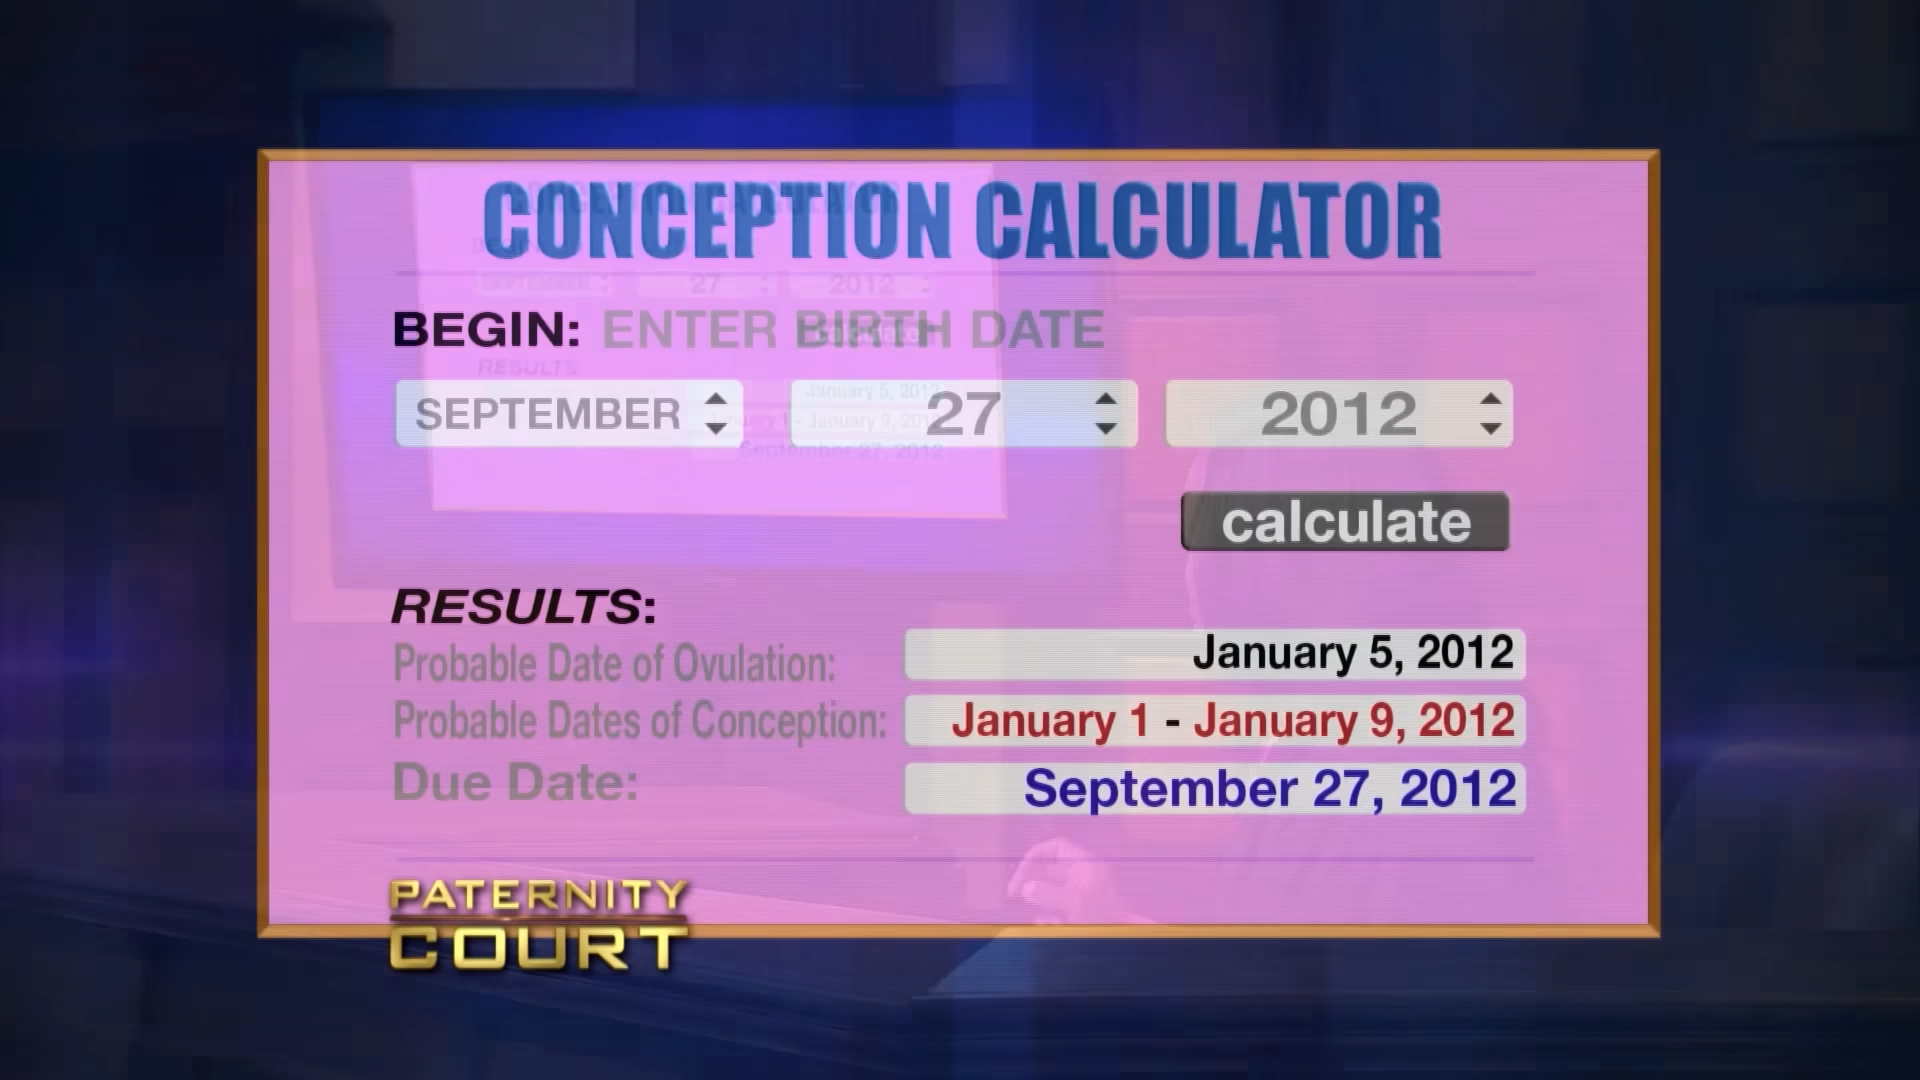 CONCEPTION CALCULATOR
BEGIN: ENTER BIRTH DATE
SEPTEMBER 27 2012
calculate
RESULTS:
Probable Date of Ovulation: January 5, 2012
Probable Dates of Conception: January 1 - January 9, 2012
Due Date: September 27, 2012
PATERNITY
COURT